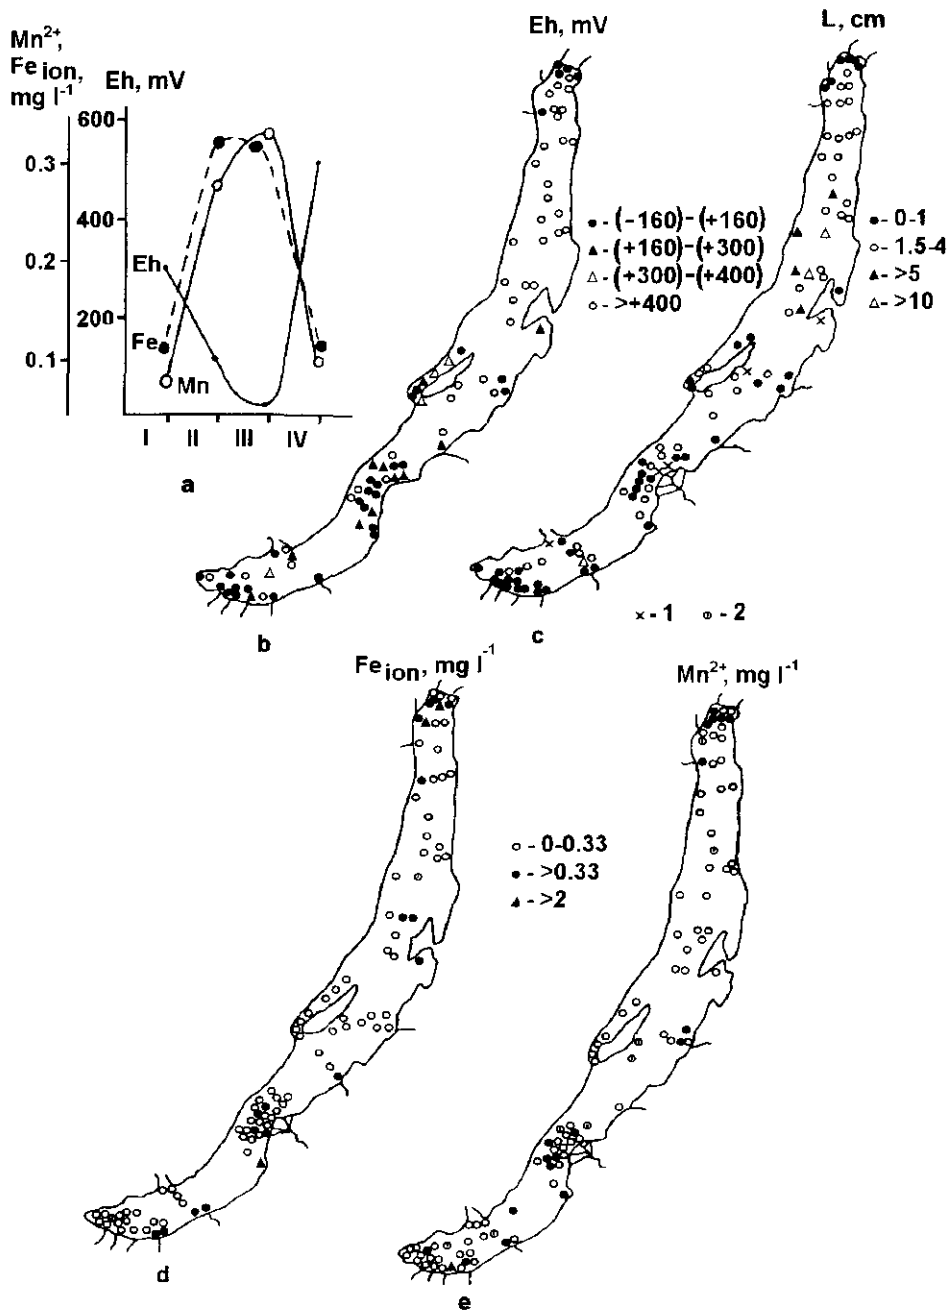 Mn²⁺,
Fe ion,
mg l⁻¹
Eh, mV
600
400
200
0.3
0.2
0.1
Eh
Fe
Mn
I II III IV
a
Eh, mV
● - (-160)-(+160)
▲ - (+160)-(+300)
△ - (+300)-(+400)
○ - >+400
b
L, cm
● - 0-1
○ - 1.5-4
▲ - >5
△ - >10
c
× - 1 ⌽ - 2
Fe ion, mg l⁻¹
○ - 0-0.33
● - >0.33
▲ - >2
d
Mn²⁺, mg l⁻¹
e